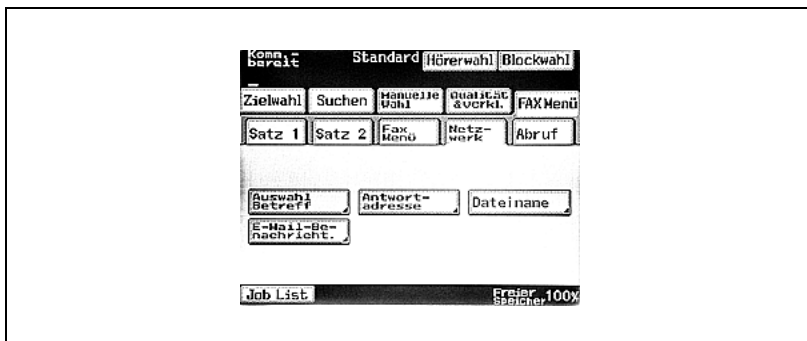 Komm.-
bereit
Standard Hörerwahl Blockwahl
Zielwahl Suchen Manuelle
Wahl Qualität
&verkl. FAX Menü
Satz 1 Satz 2 Fax
Menü Netz-
werk Abruf
Auswahl
Betreff Antwort-
adresse Dateiname
E-Mail-Be-
nachricht.
Job List Freier
Speicher 100%